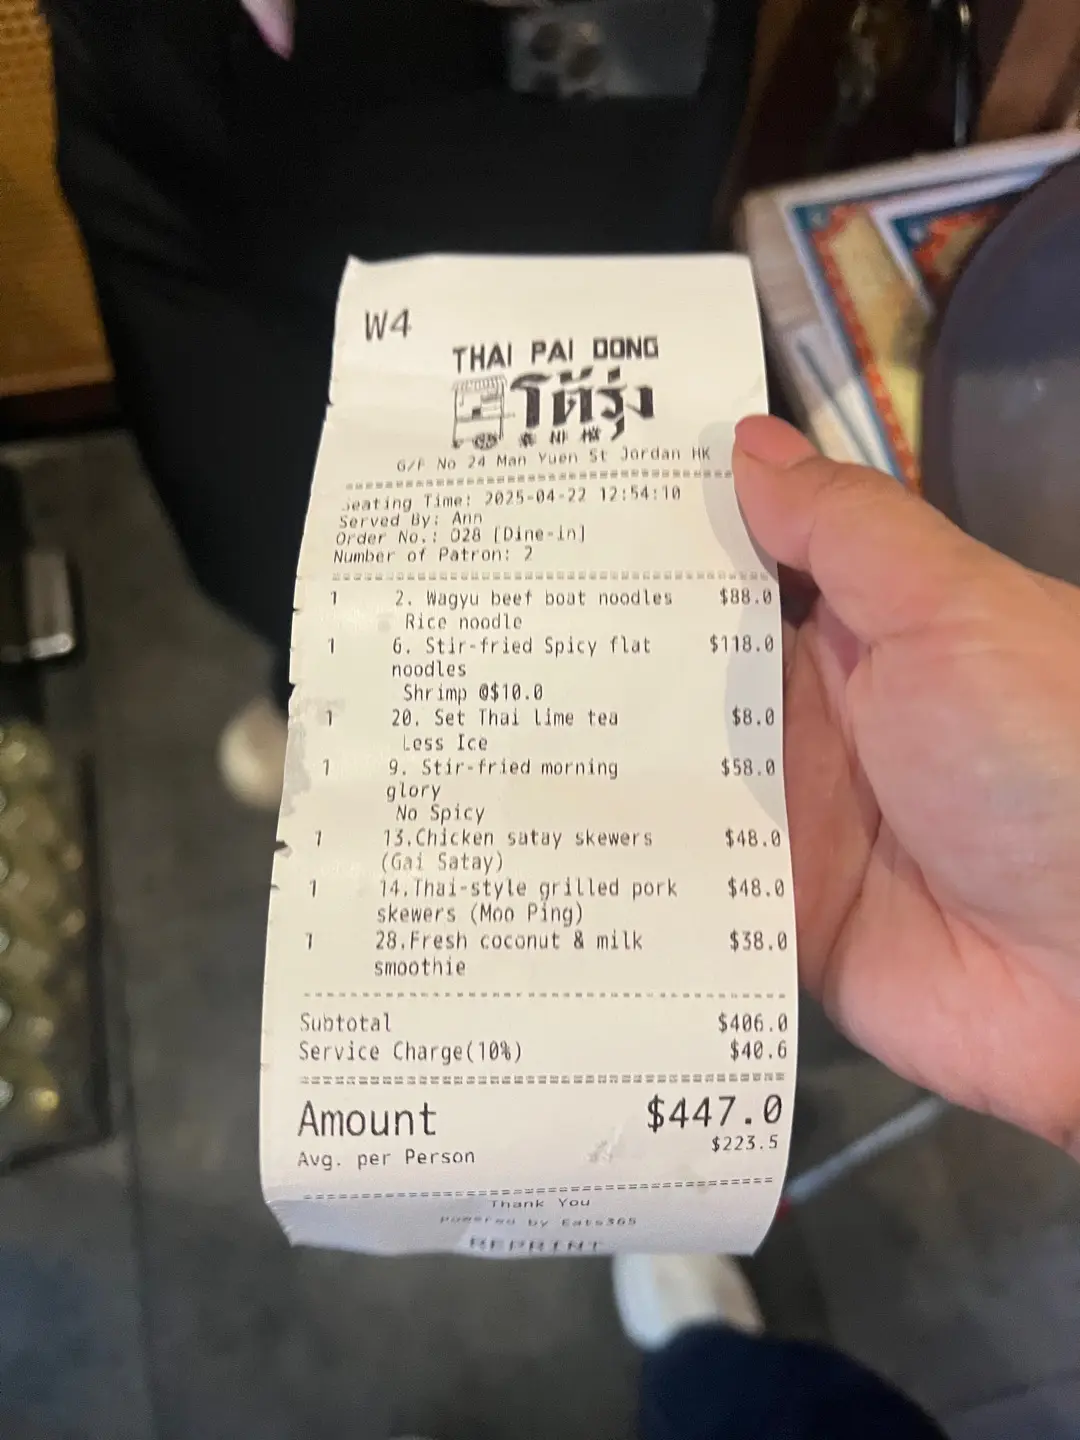 W4
THAI PAI DONG
โต้รุ่ง
泰 檔
G/F No 24 Man Yuen St Jordan HK
Seating Time: 2025-04-22 12:54:10
Served By: Ann
Order No.: 028 [Dine-in]
Number of Patron: 2
1 2. Wagyu beef boat noodles $88.0
Rice noodle
1 6. Stir-fried Spicy flat $118.0
noodles
Shrimp @$10.0
1 20. Set Thai lime tea $8.0
Less Ice
1 9. Stir-fried morning $58.0
glory
No Spicy
1 13.Chicken satay skewers $48.0
(Gai Satay)
1 14.Thai-style grilled pork $48.0
skewers (Moo Ping)
1 28.Fresh coconut & milk $38.0
smoothie
Subtotal $406.0
Service Charge(10%) $40.6
Amount $447.0
Avg. per Person $223.5
Thank You
Powered by Eats365
REPRINT